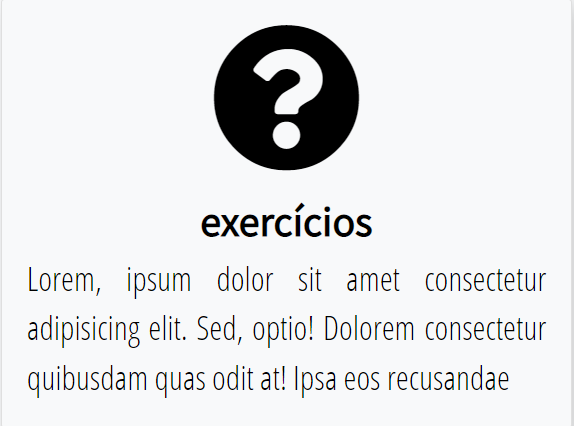 exercícios
Lorem, ipsum dolor sit amet consectetur
adipisicing elit. Sed, optio! Dolorem consectetur
quibusdam quas odit at! Ipsa eos recusandae